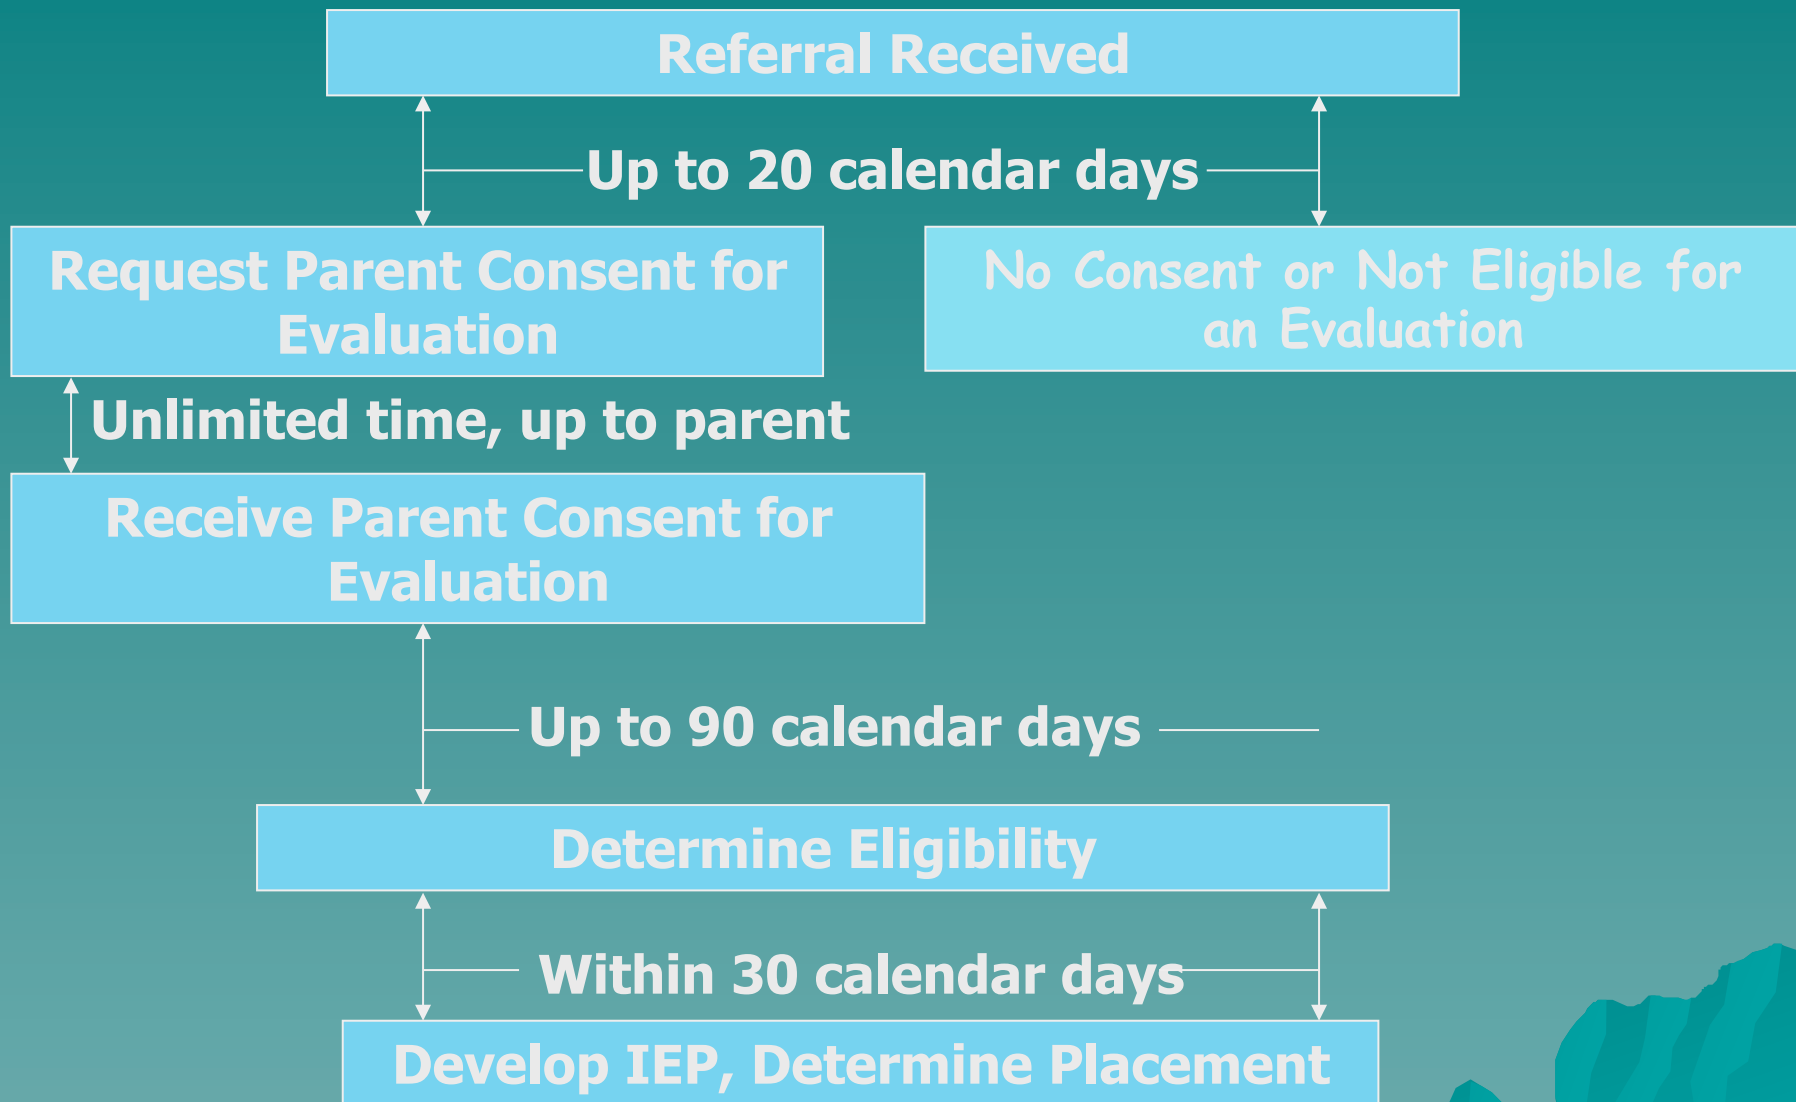 Referral Received
Up to 20 calendar days
Request Parent Consent for
Evaluation
No Consent or Not Eligible for
an Evaluation
Unlimited time, up to parent
Receive Parent Consent for
Evaluation
Up to 90 calendar days
Determine Eligibility
Within 30 calendar days
Develop IEP, Determine Placement